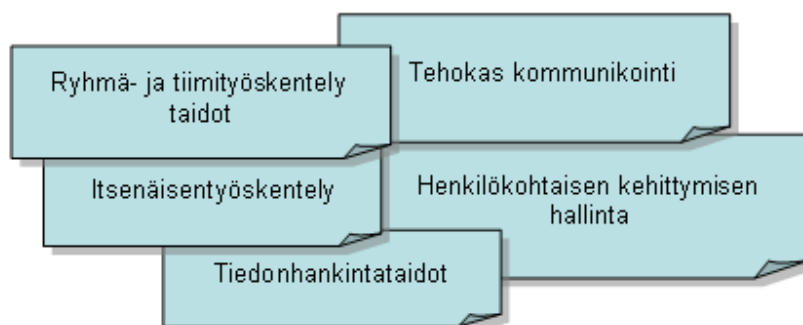 Ryhmä- ja tiimityöskentely
taidot
Tehokas kommunikointi
Itsenäisentyöskentely
Henkilökohtaisen kehittymisen
hallinta
Tiedonhankintataidot